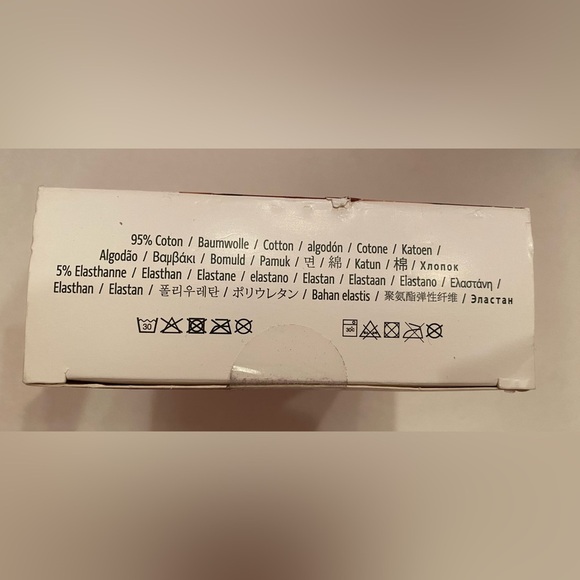 95% Coton / Baumwolle / Cotton / algodón / Cotone / Katoen /
Algodão / Βαμβάκι / Bomuld / Pamuk / 면 / 綿 / Katun / 棉 / Хлопок
5% Elasthanne / Elasthan / Elastane / elastano / Elastan / Elastaan / Elastano / Ελαστάνη /
Elasthan / Elastan / 폴리우레탄 / ポリウレタン / Bahan elastis / 聚氨酯弹性纤维 / Эластан
30 30c